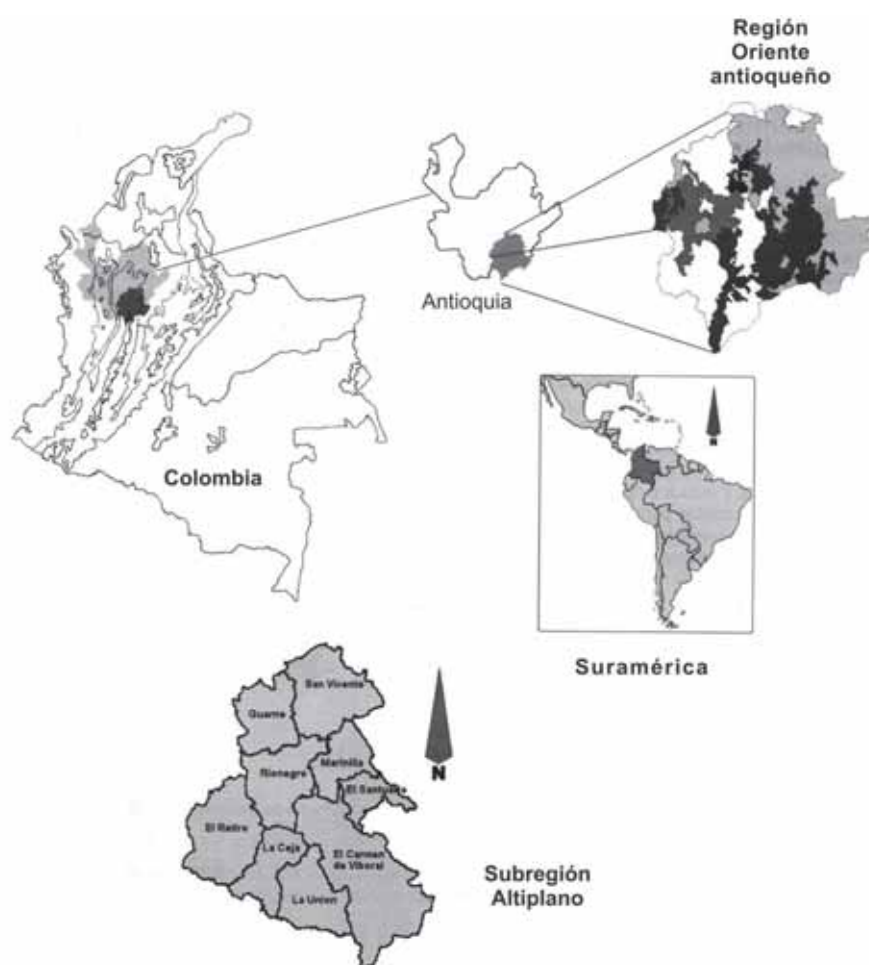 Región
Oriente
antioqueño
Antioquia
Colombia
N
Suramérica
San Vicente
Guarne
Rionegro
Marinilla
El Santuario
El Retiro
La Ceja
El Carmen
de Viboral
La Union
N
Subregión
Altiplano